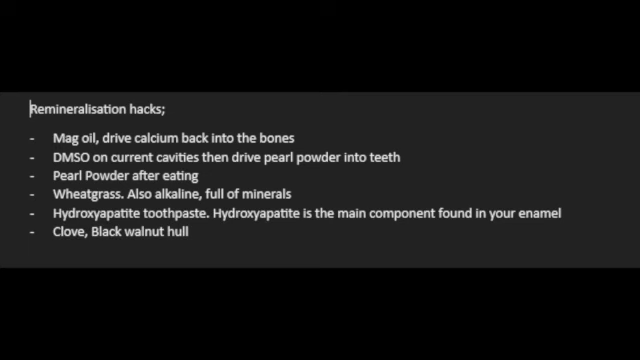 Remineralisation hacks;
- Mag oil, drive calcium back into the bones
- DMSO on current cavities then drive pearl powder into teeth
- Pearl Powder after eating
- Wheatgrass. Also alkaline, full of minerals
- Hydroxyapatite toothpaste. Hydroxyapatite is the main component found in your enamel
- Clove, Black walnut hull